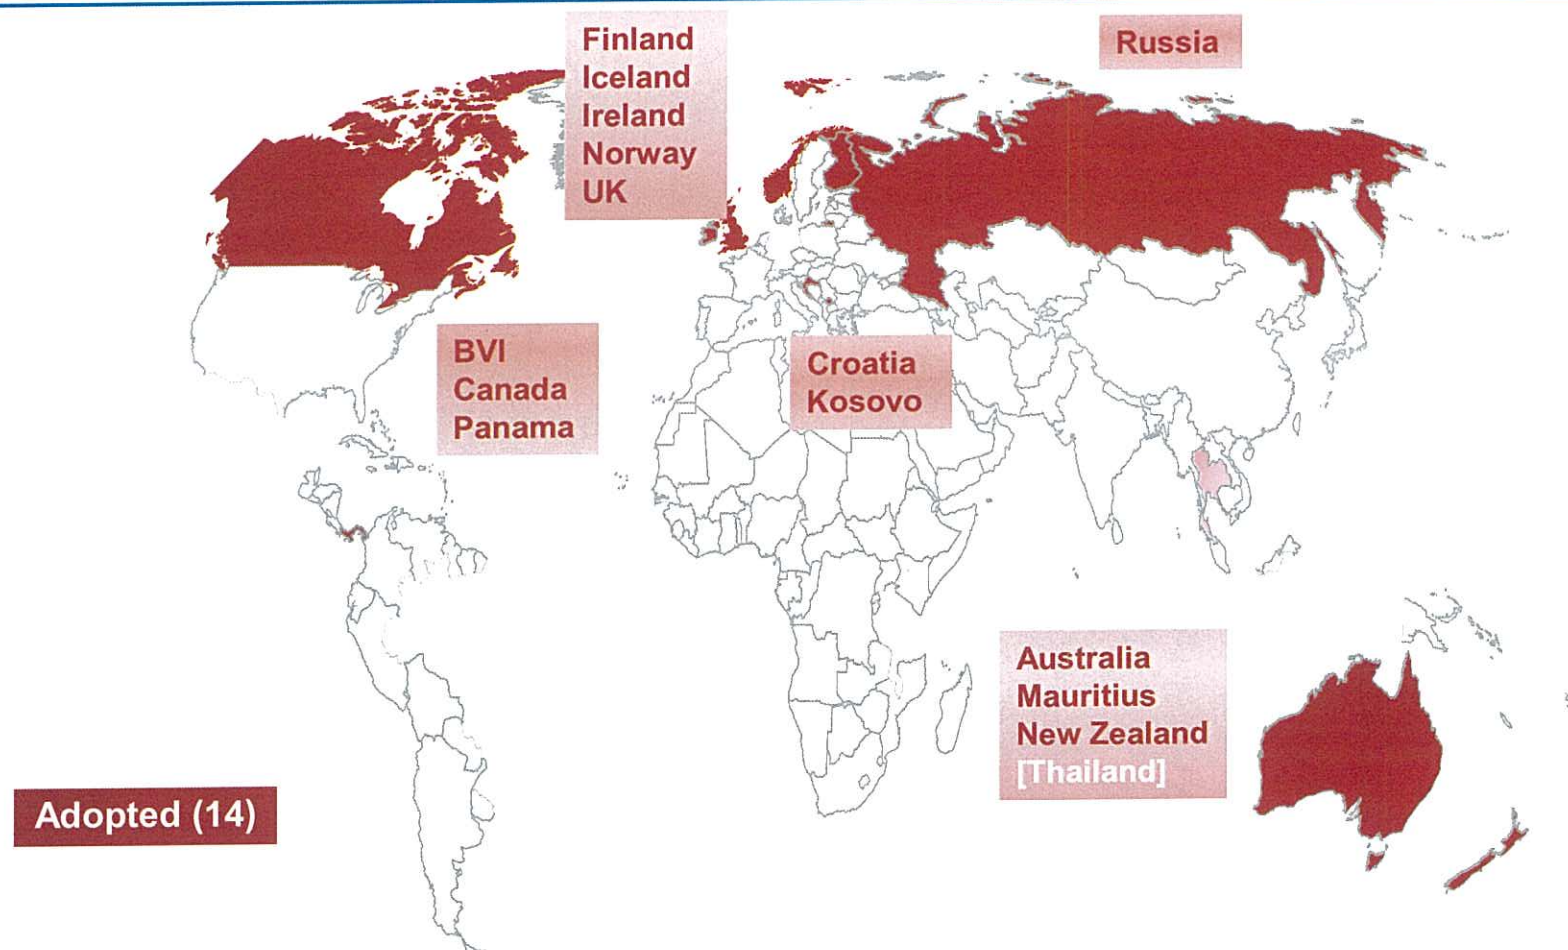 Finland
Iceland
Ireland
Norway
UK
Russia
BVI
Canada
Panama
Croatia
Kosovo
Australia
Mauritius
New Zealand
[Thailand]
Adopted (14)